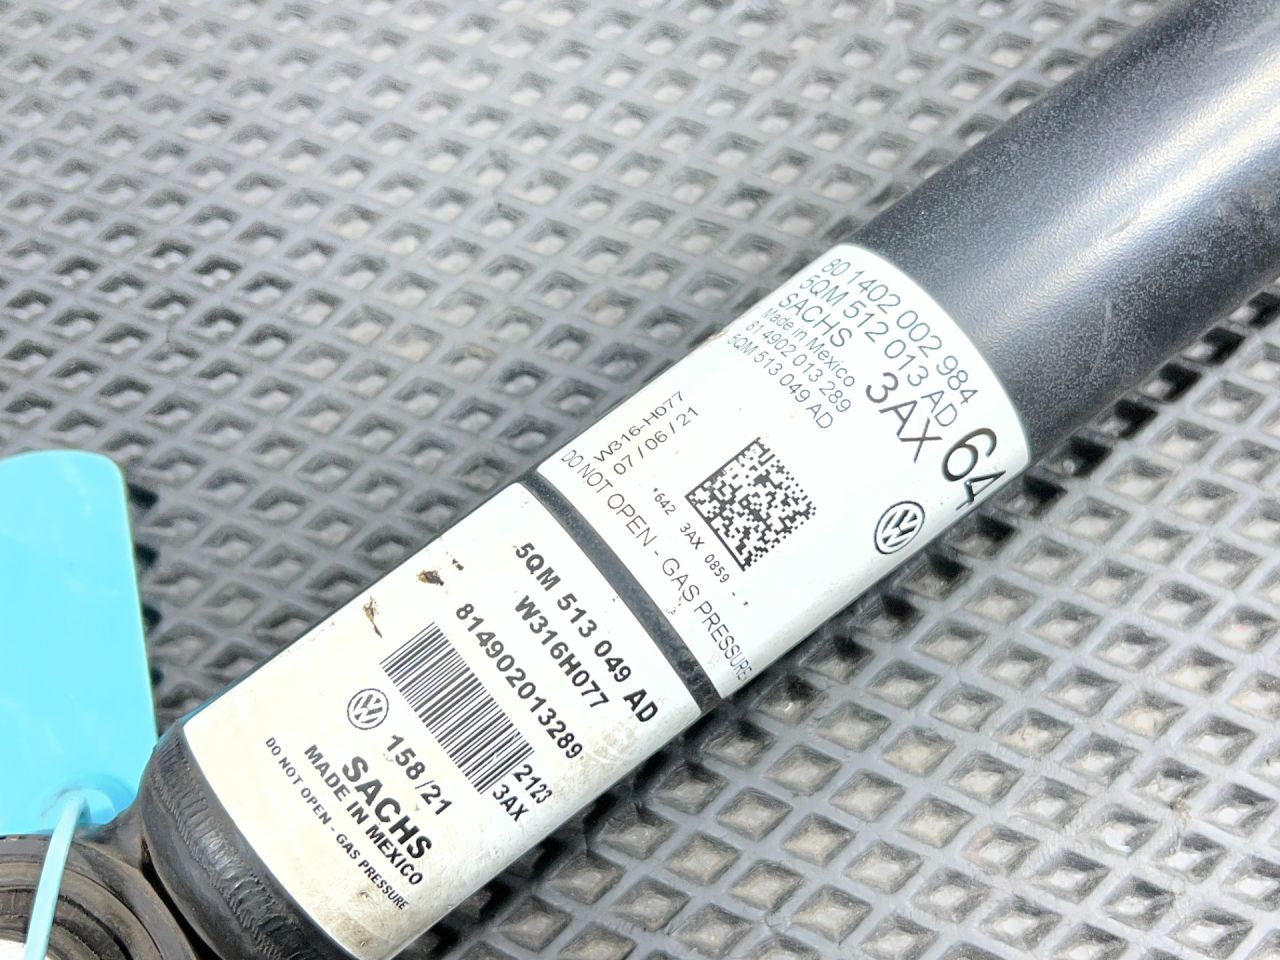 80 1402 002 984
5QM 512 013 AD
SACHS
Made in Mexico
81 4902 013 289
5QM 513 049 AD
3AX
64
W316-H077
07/06/21
*642 3AX 0859 - *
DO NOT OPEN - GAS PRESSURE
5QM 513 049 AD
W316H077
814902013289
2123
3AX
158/21
SACHS
MADE IN MEXICO
DO NOT OPEN - GAS PRESSURE